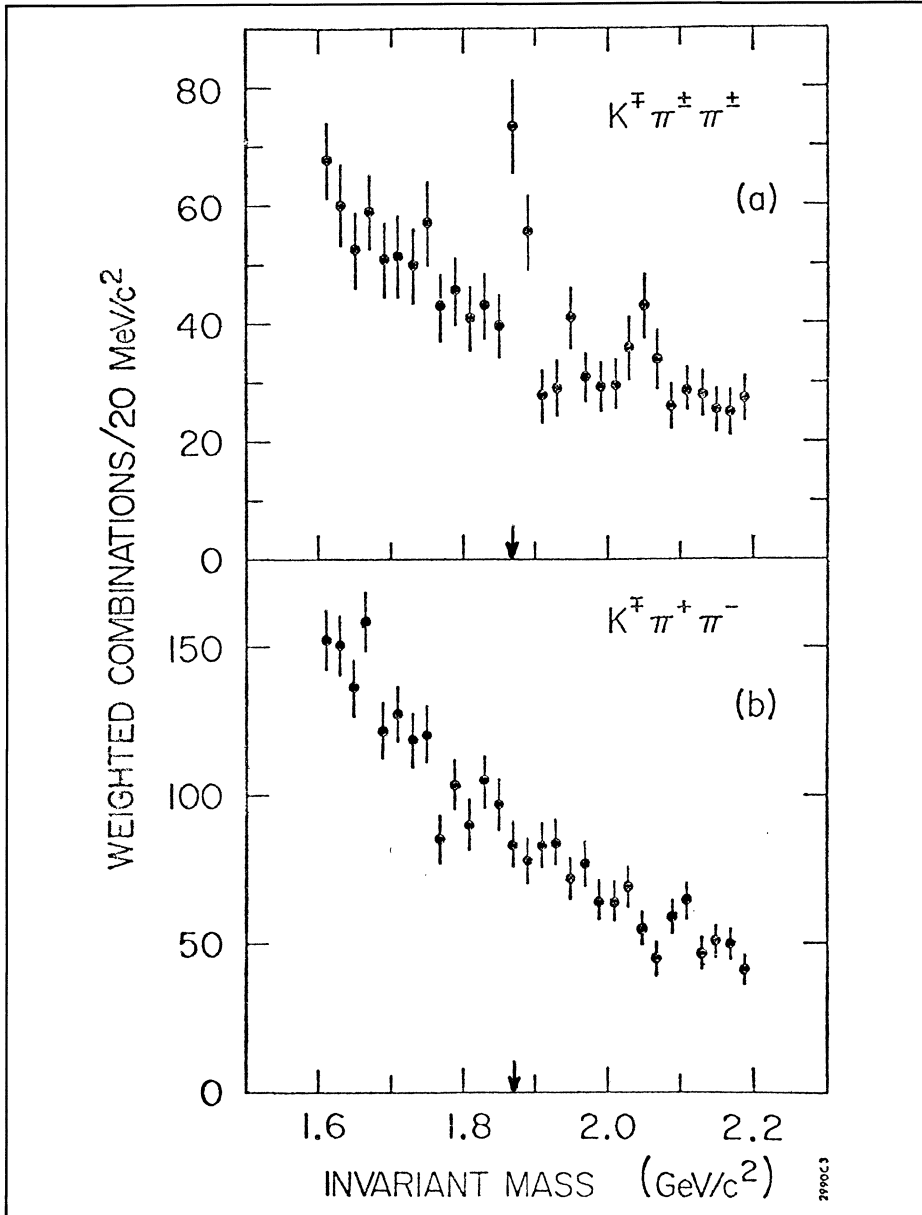 WEIGHTED COMBINATIONS/20 MeV/c²
80
60
40
20
0
K∓ π± π±
(a)
150
100
50
0
K∓ π+ π−
(b)
1.6 1.8 2.0 2.2
INVARIANT MASS (GeV/c²)
2990C3